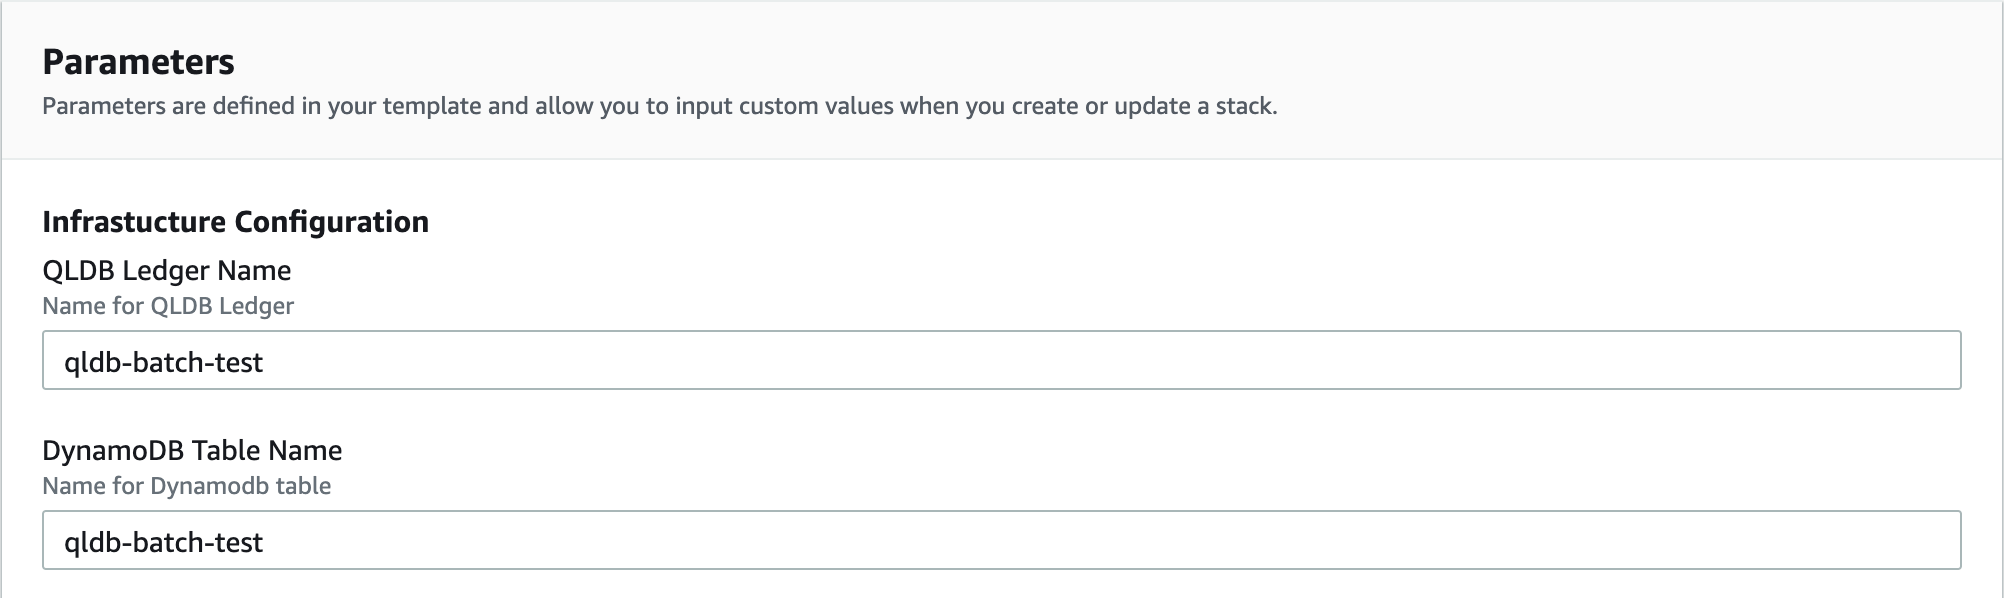 Parameters
Parameters are defined in your template and allow you to input custom values when you create or update a stack.
Infrastucture Configuration
QLDB Ledger Name
Name for QLDB Ledger
qldb-batch-test
DynamoDB Table Name
Name for Dynamodb table
qldb-batch-test